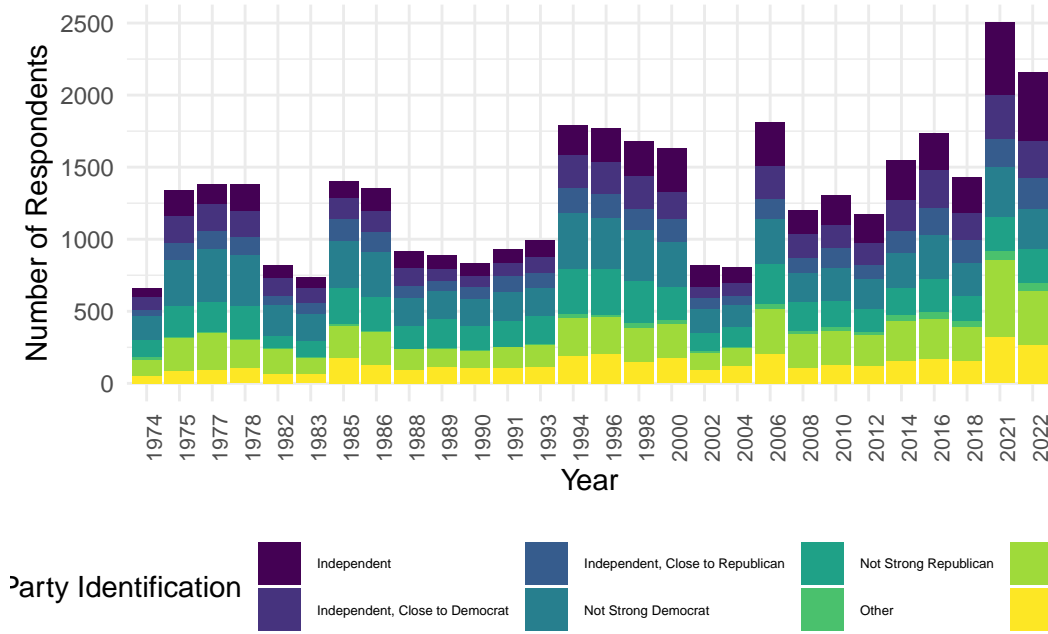 2500
2000
1500
1000
500
0
Number of Respondents
1974 1975 1977 1978 1982 1983 1985 1986 1988 1989 1990 1991 1993 1994 1996 1998 2000 2002 2004 2006 2008 2010 2012 2014 2016 2018 2021 2022
Year
Party Identification
Independent
Independent, Close to Democrat
Independent, Close to Republican
Not Strong Democrat
Not Strong Republican
Other